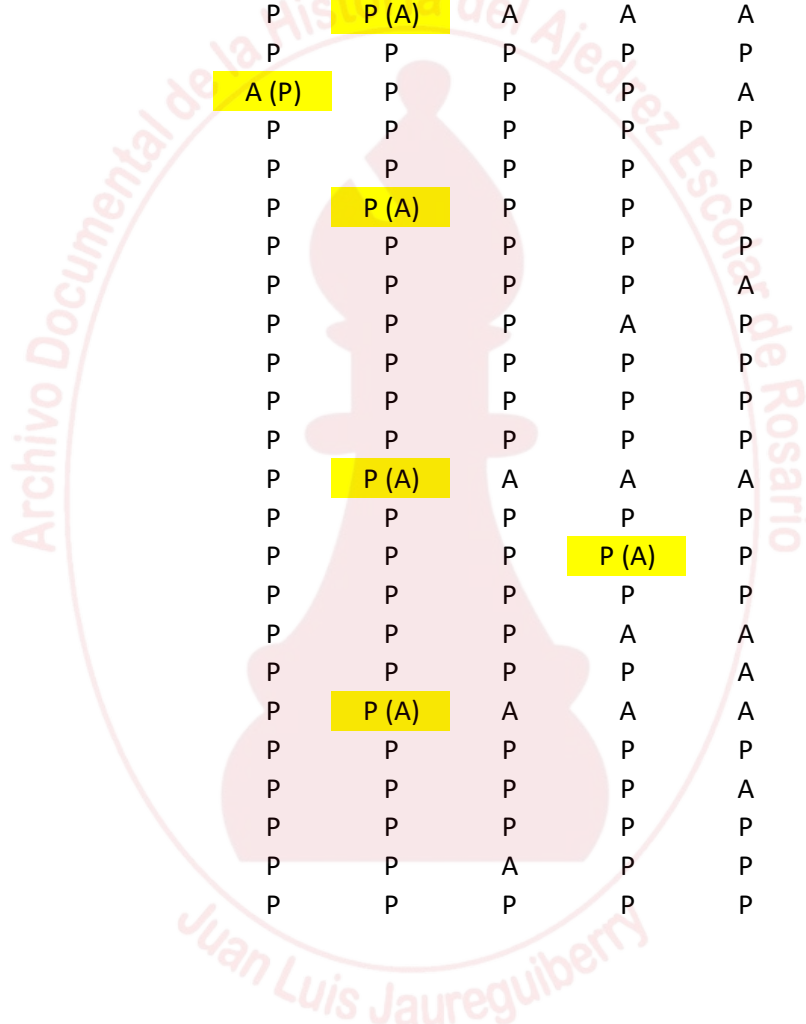 P P (A) A A A
P P P P P
A (P) P P P A
P P P P P
P P P P P
P P (A) P P P
P P P P P
P P P P A
P P P A P
P P P P P
P P P P P
P P P P P
P P (A) A A A
P P P P P
P P P P (A) P
P P P P P
P P P A A
P P P P A
P P (A) A A A
P P P P P
P P P P A
P P P P P
P P A P P
P P P P P
Archivo Documental de la Historia del Ajedrez Escolar de Rosario
Juan Luis Jaureguiberry